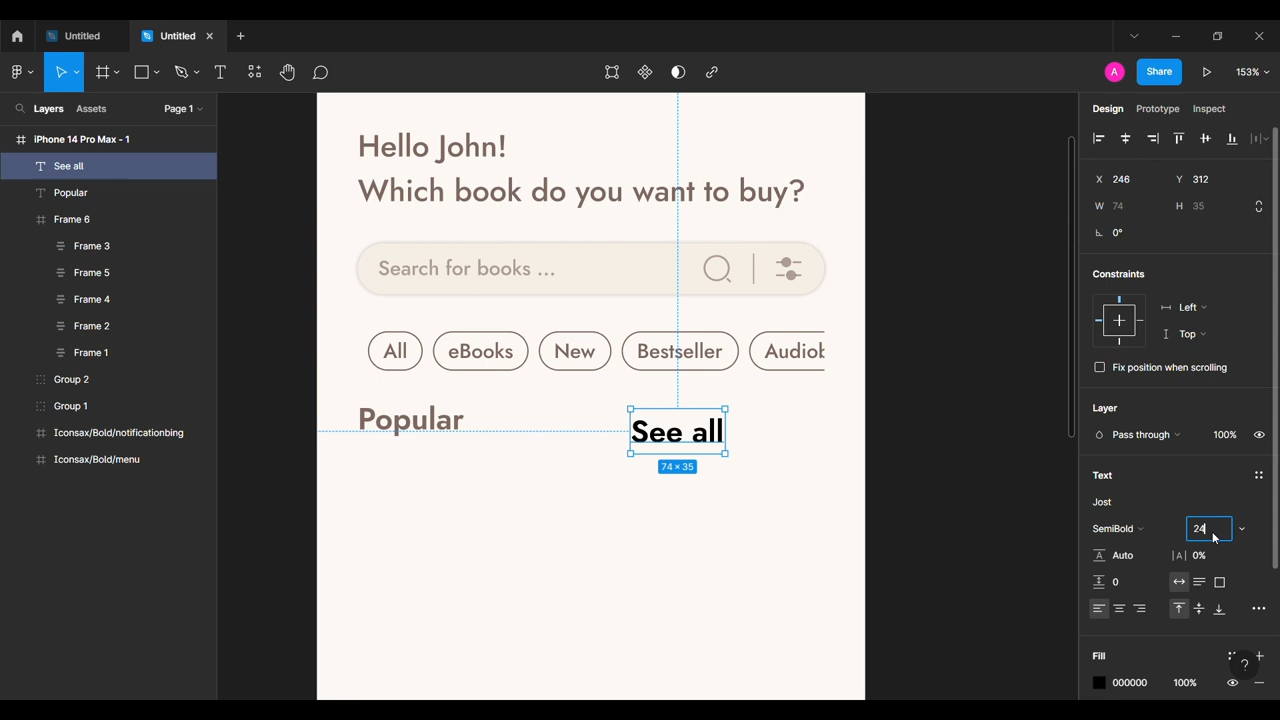 Untitled
Untitled
A
Share
153%
Layers
Assets
Page 1
iPhone 14 Pro Max - 1
See all
Popular
Frame 6
Frame 3
Frame 5
Frame 4
Frame 2
Frame 1
Group 2
Group 1
Iconsax/Bold/notificationbing
Iconsax/Bold/menu
Hello John!
Which book do you want to buy?
Search for books ...
All
eBooks
New
Bestseller
Audiob
Popular
See all
74 × 35
Design
Prototype
Inspect
X 246
Y 312
W 74
H 35
0°
Constraints
Left
Top
Fix position when scrolling
Layer
Pass through
100%
Text
Jost
SemiBold
24
A Auto
|A| 0%
0
Fill
?
000000
100%